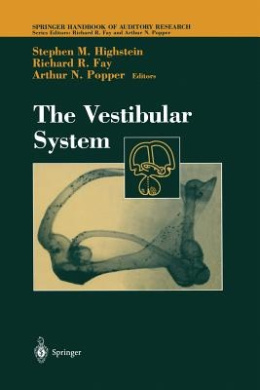 SPRINGER HANDBOOK OF AUDITORY RESEARCH
Series Editors: Richard R. Fay and Arthur N. Popper
Stephen M. Highstein
Richard R. Fay
Arthur N. Popper Editors
The Vestibular
System
Springer